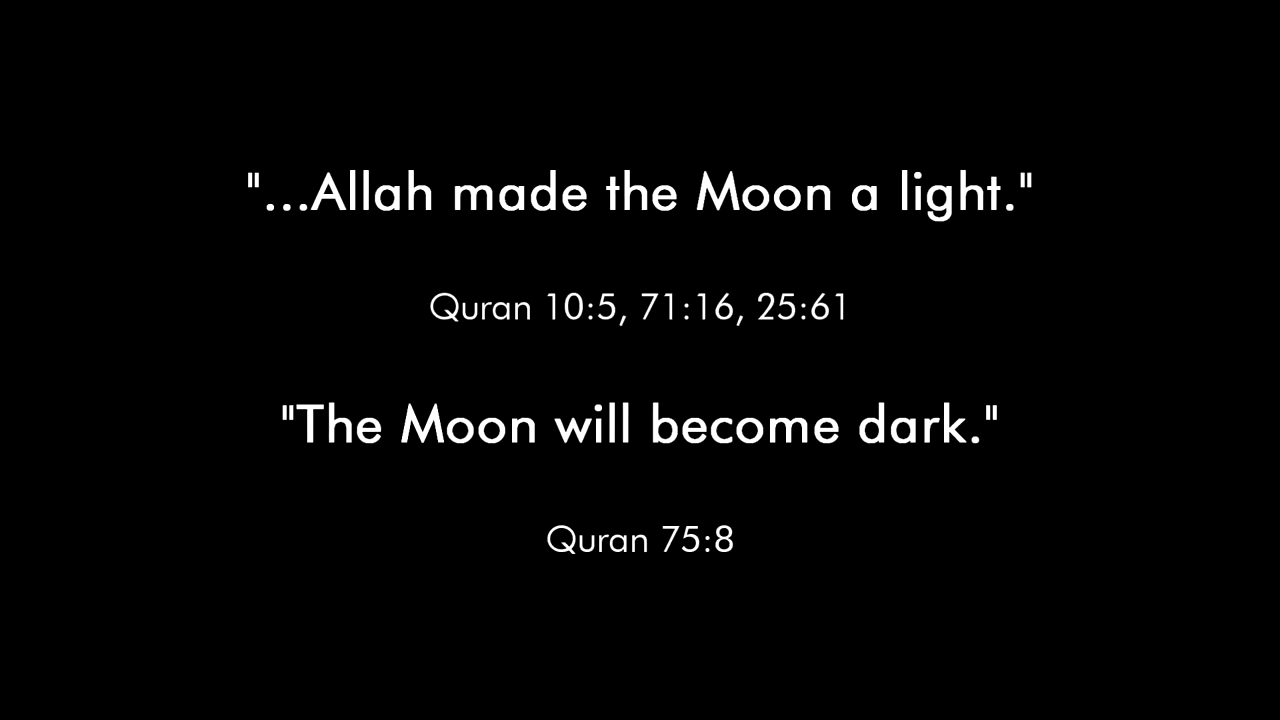 "...Allah made the Moon a light."
Quran 10:5, 71:16, 25:61
"The Moon will become dark."
Quran 75:8